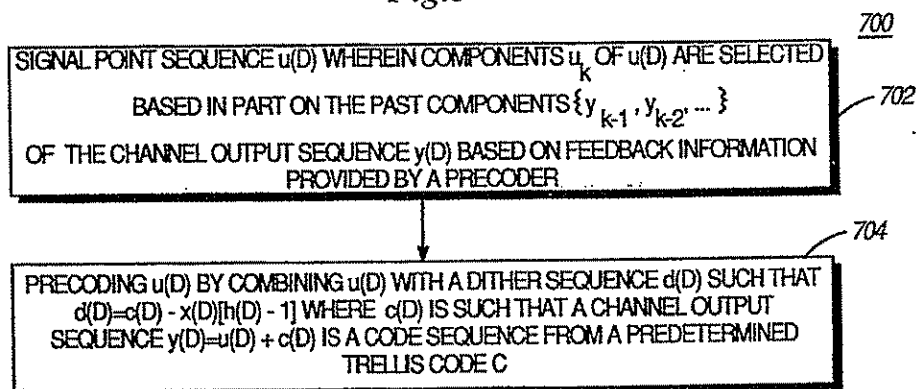 700
SIGNAL POINT SEQUENCE u(D) WHEREIN COMPONENTS u_k OF u(D) ARE SELECTED
BASED IN PART ON THE PAST COMPONENTS {y_k-1, y_k-2, ... }
OF THE CHANNEL OUTPUT SEQUENCE y(D) BASED ON FEEDBACK INFORMATION
PROVIDED BY A PRECODER
702
704
PRECODING u(D) BY COMBINING u(D) WITH A DITHER SEQUENCE d(D) SUCH THAT
d(D)=c(D) - x(D)[h(D) - 1] WHERE c(D) IS SUCH THAT A CHANNEL OUTPUT
SEQUENCE y(D)=u(D) + c(D) IS A CODE SEQUENCE FROM A PREDETERMINED
TRELLIS CODE C